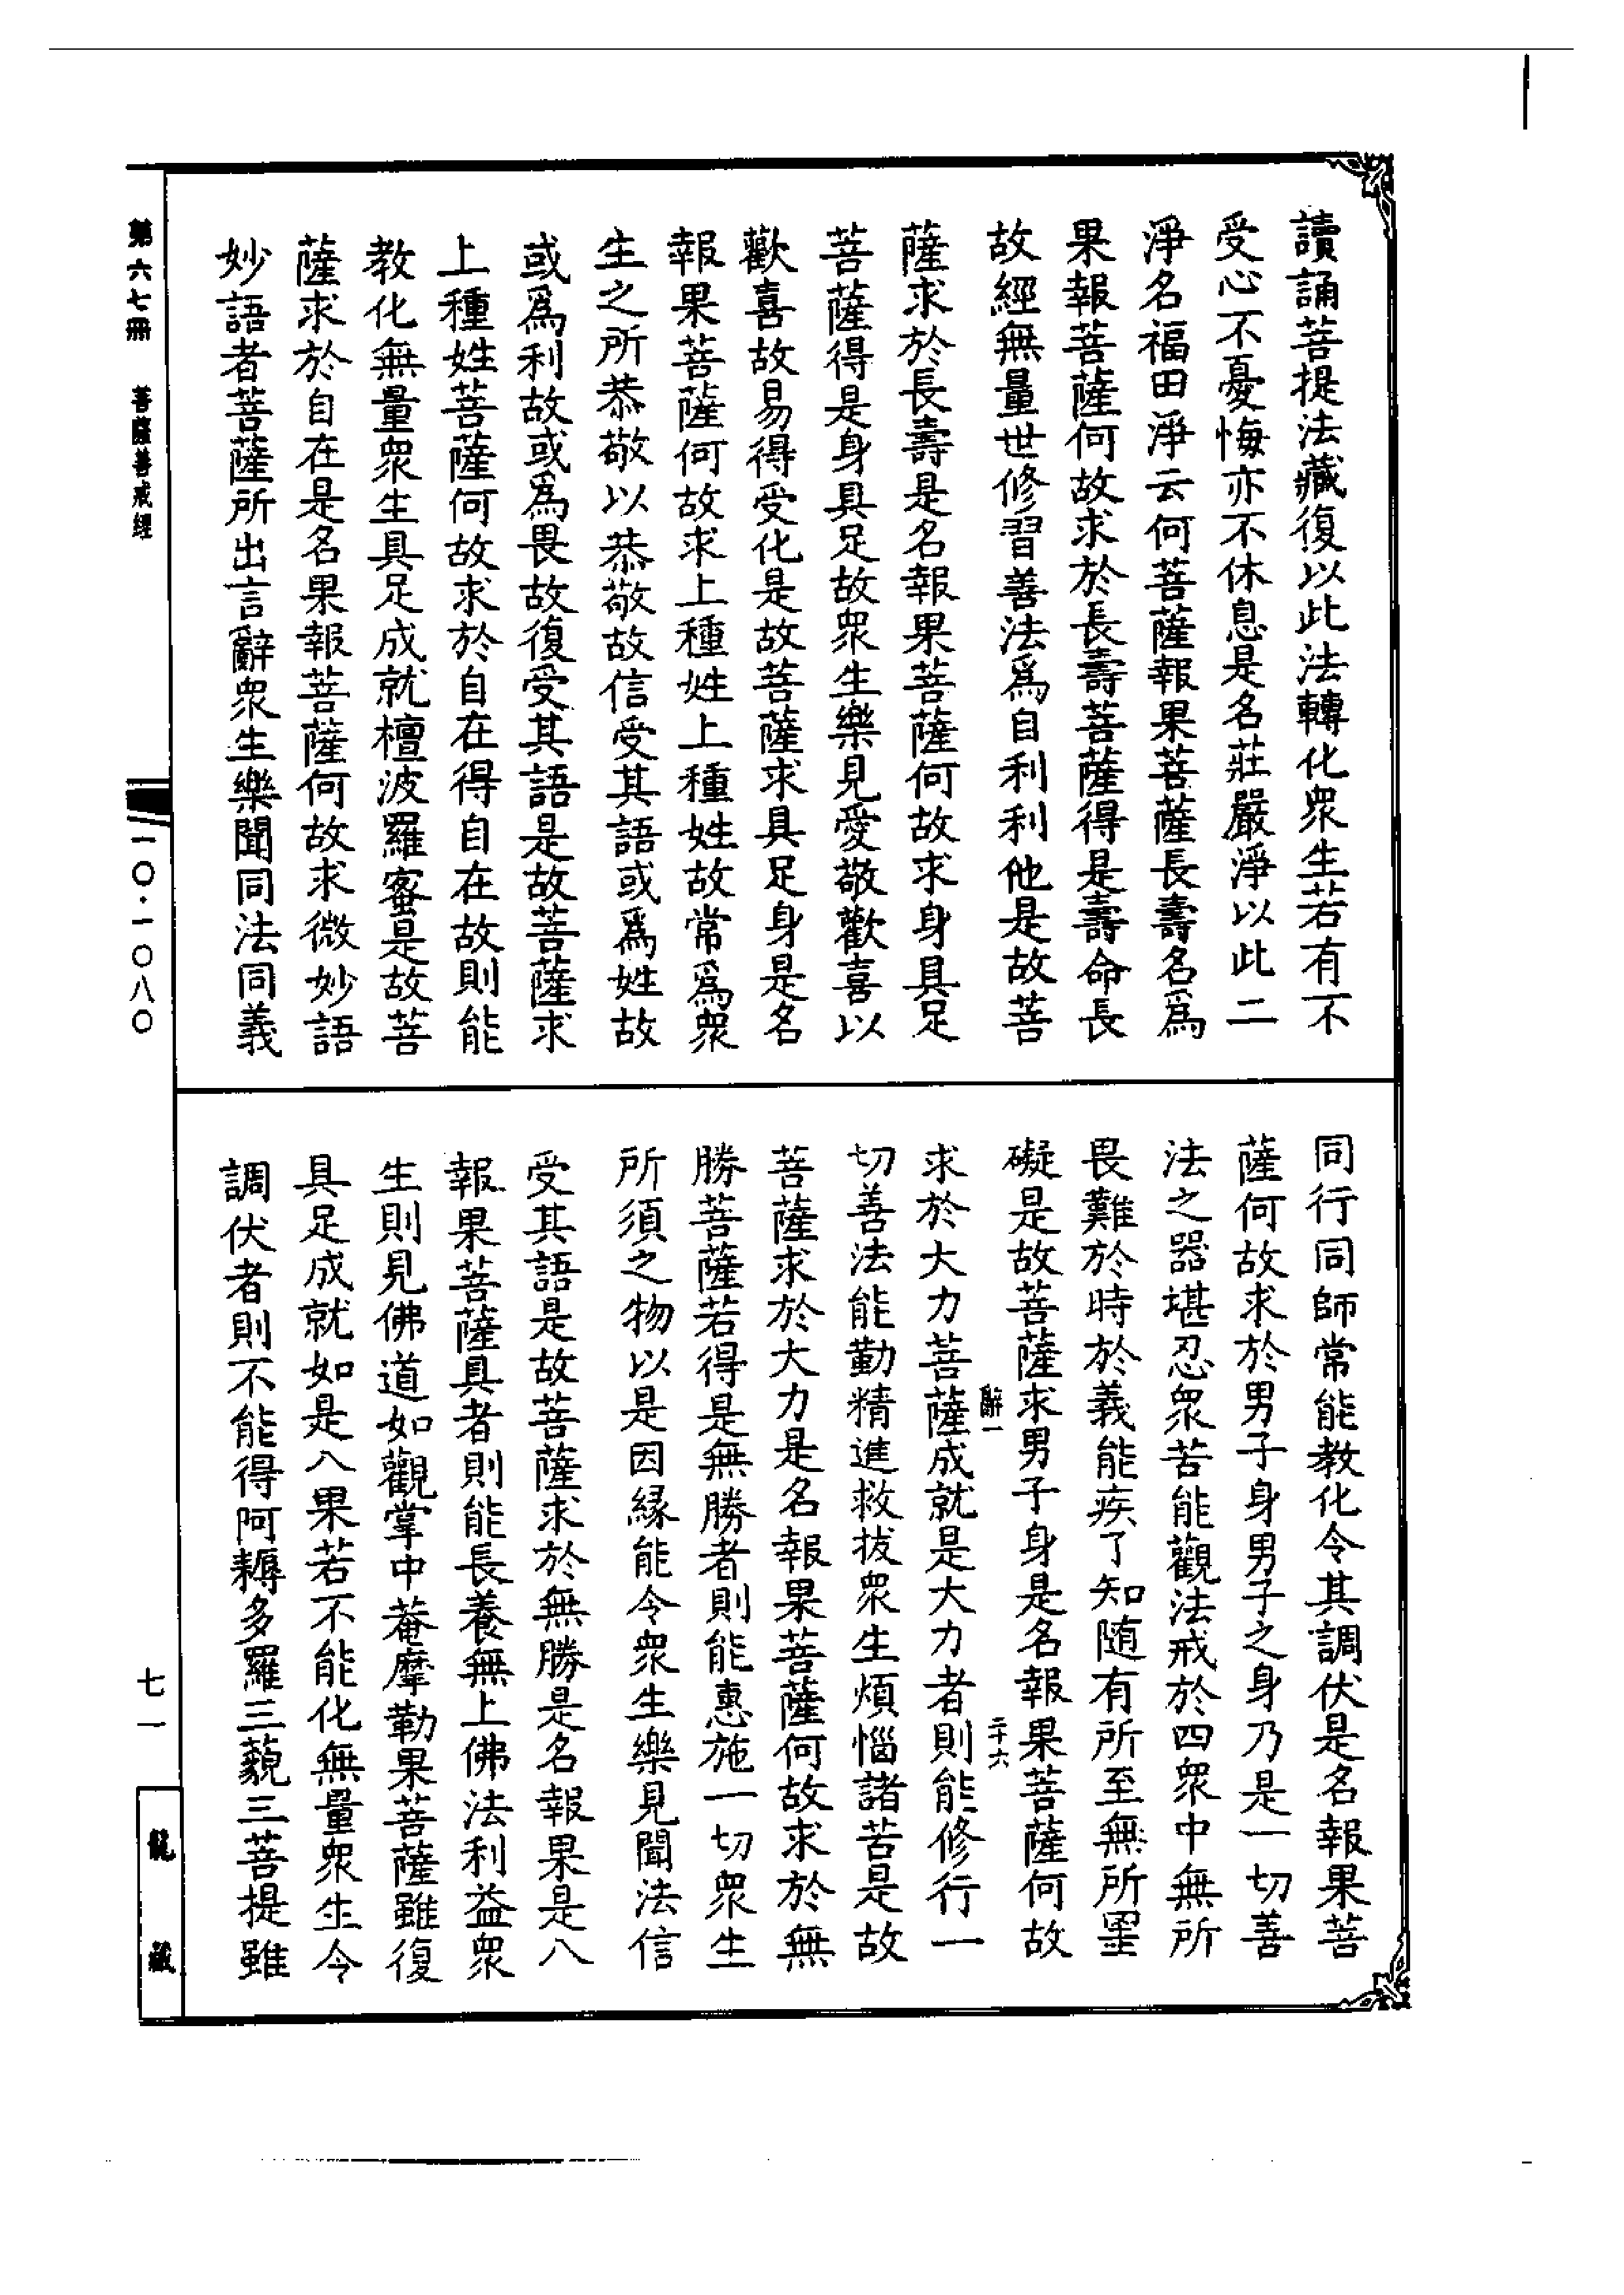 讀誦菩提法藏復以此法轉化衆生若有不
受心不憂悔亦不休息是名莊嚴淨以此二
淨名福田淨云何菩薩報果菩薩長壽名爲
果報菩薩何故求於長壽菩薩得是壽命長
故經無量世修習善法爲自利利他是故菩
薩求於長壽是名報果菩薩何故求身具足
菩薩得是身具足故衆生樂見愛敬歡喜以
歡喜故易得受化是故菩薩求具足身是名
報果菩薩何故求上種姓上種姓故常爲衆
生之所恭敬以恭敬故信受其語或爲姓故
或爲利故或爲畏故復受其語是故菩薩求
上種姓菩薩何故求於自在得自在故則能
教化無量衆生具足成就檀波羅蜜是故菩
薩求於自在是名果報菩薩何故求微妙語
妙語者菩薩所出言辭衆生樂聞同法同義
同行同師常能教化令其調伏是名報果菩
薩何故求於男子身男子之身乃是一切善
法之器堪忍衆苦能觀法戒於四衆中無所
畏難於時於義能疾了知隨有所至無所罣
礙是故菩薩求男子身是名報果菩薩何故
辭一 二十六
求於大力菩薩成就是大力者則能修行一
切善法能勤精進救拔衆生煩惱諸苦是故
菩薩求於大力是名報果菩薩何故求於無
勝菩薩若得是無勝者則能惠施一切衆生
所須之物以是因緣能令衆生樂見聞法信
受其語是故菩薩求於無勝是名報果是八
報果菩薩具者則能長養無上佛法利益衆
生則見佛道如觀掌中菴摩勒果菩薩雖復
具足成就如是八果若不能化無量衆生令
調伏者則不能得阿耨多羅三藐三菩提雖
第六七冊 菩薩善戒經
一〇·一〇八〇
七一
龍藏